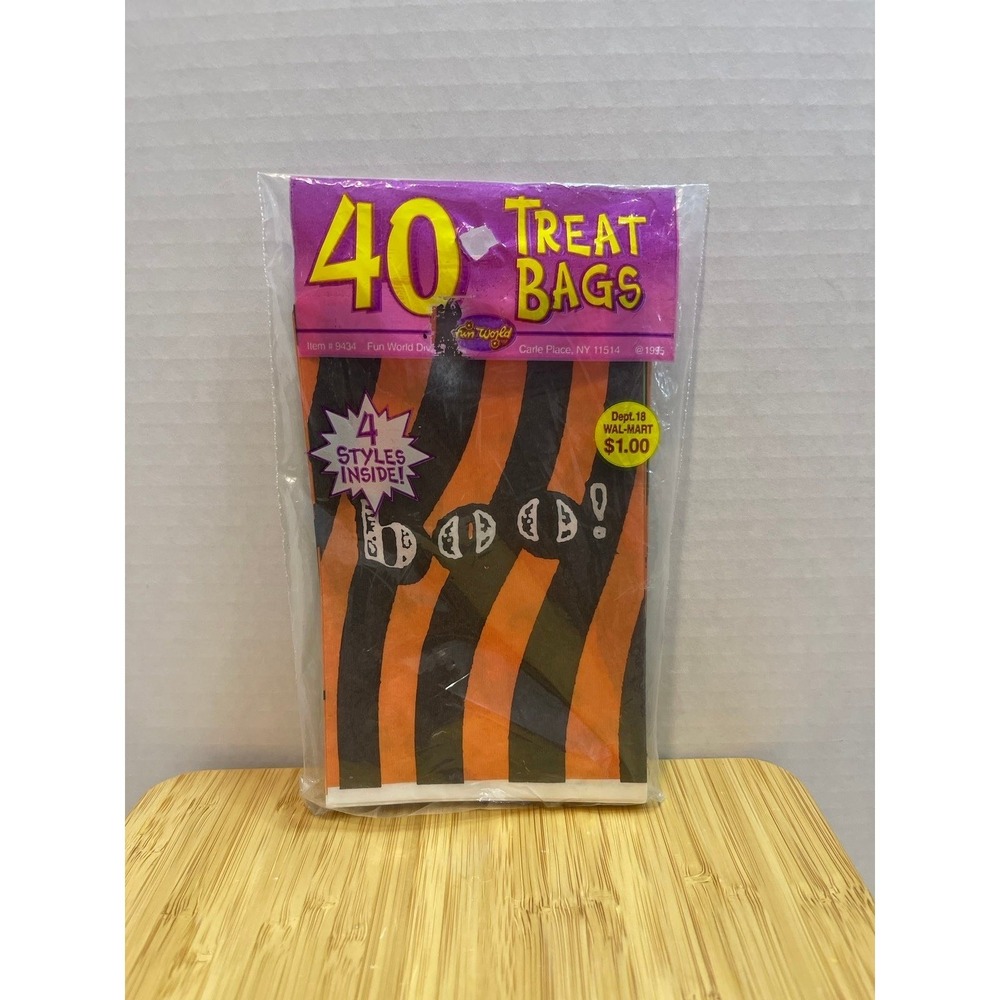 40 TREAT
BAGS
fun World
Item # 9434 Fun World Carle Place, NY 11514 ©1995
4
STYLES
INSIDE!
Dept. 18
WAL-MART
$1.00
boo!